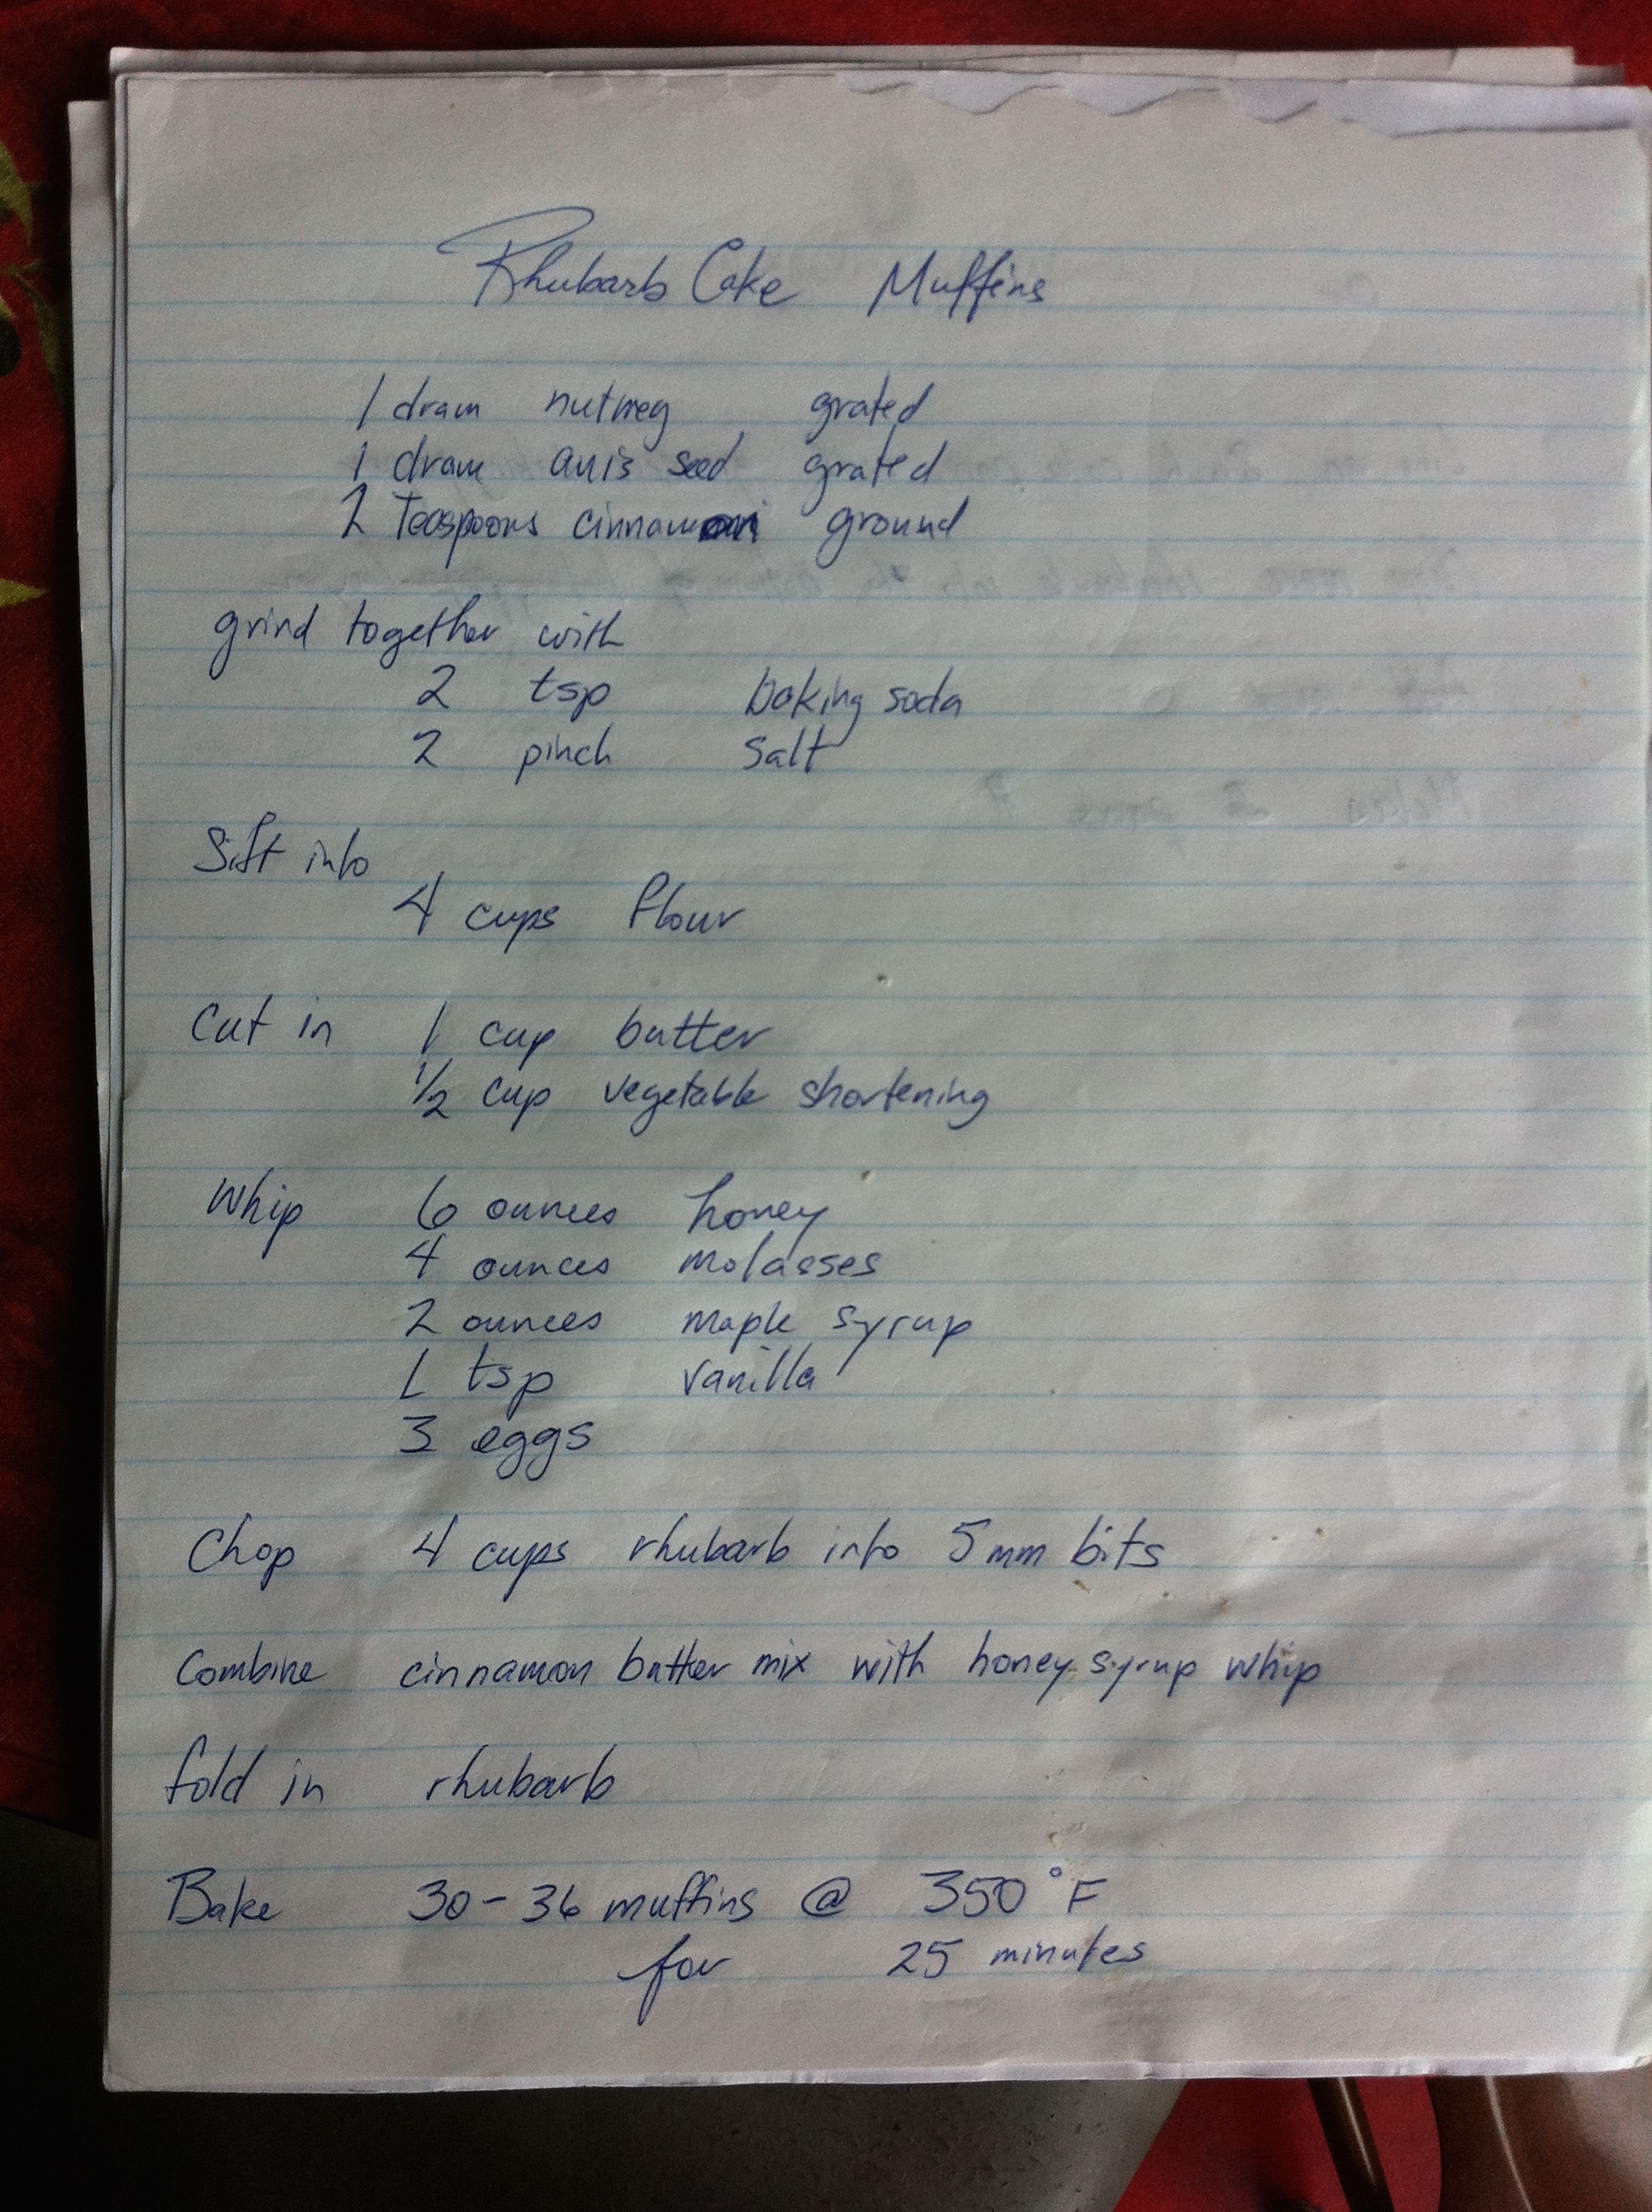 Rhubarb Cake Muffins
1 dram nutmeg grated
1 dram anis seed grated
2 Teaspoons cinnamon ground
grind together with
2 tsp baking soda
2 pinch salt
Sift into
4 cups flour
Cut in 1 cup butter
1/2 cup vegetable shortening
Whip 6 ounces honey
4 ounces molasses
2 ounces maple syrup
1 tsp vanilla
3 eggs
Chop 4 cups rhubarb into 5mm bits
Combine cinnamon butter mix with honey syrup whip
fold in rhubarb
Bake 30-36 muffins @ 350°F
for 25 minutes